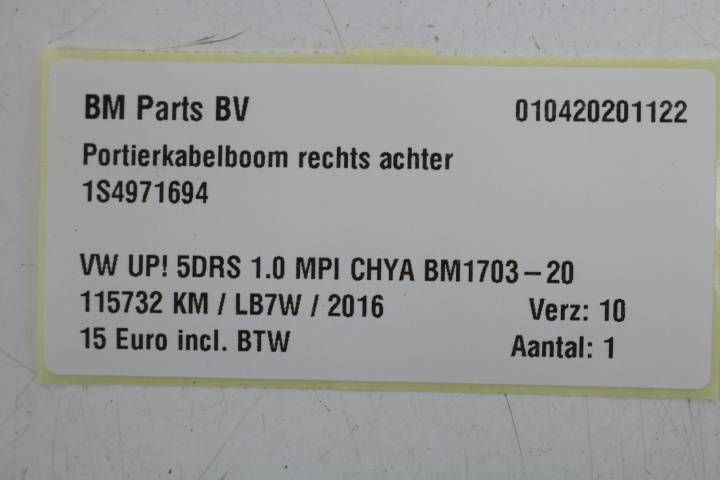 BM Parts BV 010420201122
Portierkabelboom rechts achter
1S4971694
VW UP! 5DRS 1.0 MPI CHYA BM1703-20
115732 KM / LB7W / 2016 Verz: 10
15 Euro incl. BTW Aantal: 1